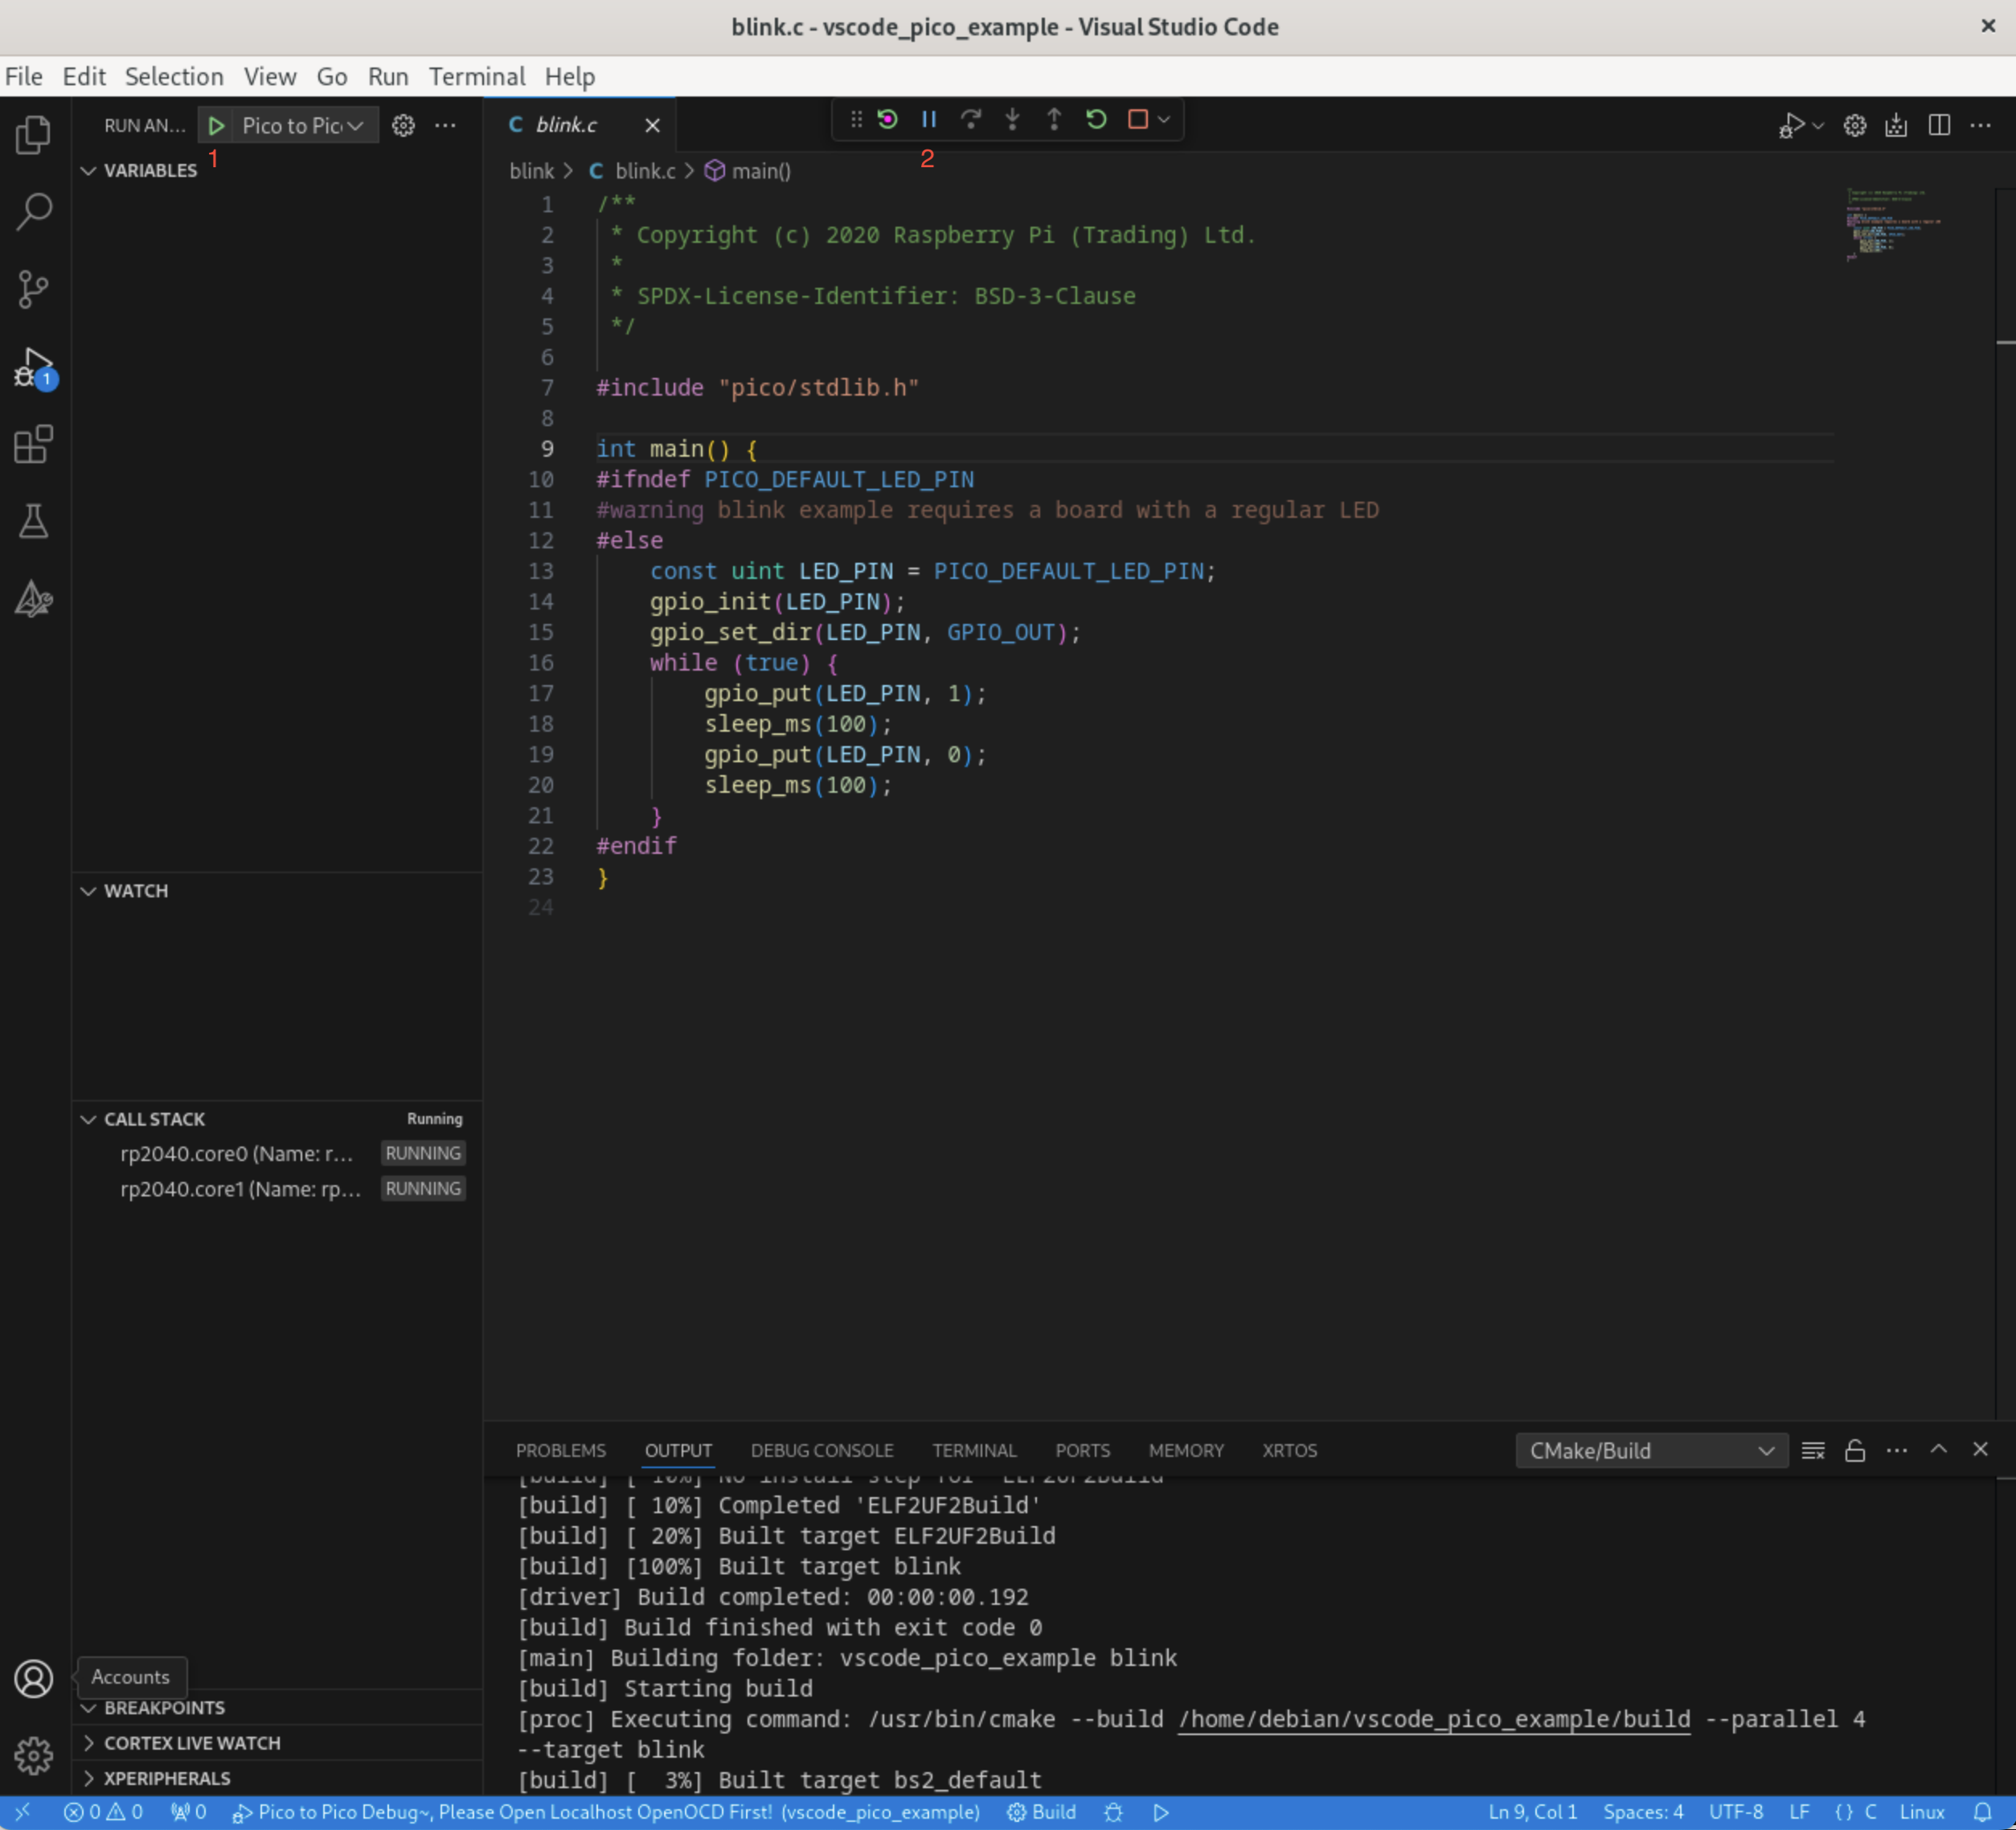 blink.c - vscode_pico_example - Visual Studio Code
File Edit Selection View Go Run Terminal Help
RUN AN... Pico to Pic
1
VARIABLES
WATCH
CALL STACK Running
rp2040.core0 (Name: r... RUNNING
rp2040.core1 (Name: rp... RUNNING
1
Accounts
BREAKPOINTS
CORTEX LIVE WATCH
XPERIPHERALS
C blink.c
2
blink > C blink.c > main()
1 /**
2 * Copyright (c) 2020 Raspberry Pi (Trading) Ltd.
3 *
4 * SPDX-License-Identifier: BSD-3-Clause
5 */
6
7 #include "pico/stdlib.h"
8
9 int main() {
10 #ifndef PICO_DEFAULT_LED_PIN
11 #warning blink example requires a board with a regular LED
12 #else
13 const uint LED_PIN = PICO_DEFAULT_LED_PIN;
14 gpio_init(LED_PIN);
15 gpio_set_dir(LED_PIN, GPIO_OUT);
16 while (true) {
17 gpio_put(LED_PIN, 1);
18 sleep_ms(100);
19 gpio_put(LED_PIN, 0);
20 sleep_ms(100);
21 }
22 #endif
23 }
24
PROBLEMS OUTPUT DEBUG CONSOLE TERMINAL PORTS MEMORY XRTOS CMake/Build
[build] [ 10%] No install step for 'ELF2UF2Build'
[build] [ 10%] Completed 'ELF2UF2Build'
[build] [ 20%] Built target ELF2UF2Build
[build] [100%] Built target blink
[driver] Build completed: 00:00:00.192
[build] Build finished with exit code 0
[main] Building folder: vscode_pico_example blink
[build] Starting build
[proc] Executing command: /usr/bin/cmake --build /home/debian/vscode_pico_example/build --parallel 4
--target blink
[build] [  3%] Built target bs2_default
0 0 0 Pico to Pico Debug~, Please Open Localhost OpenOCD First! (vscode_pico_example) Build Ln 9, Col 1 Spaces: 4 UTF-8 LF {} C Linux